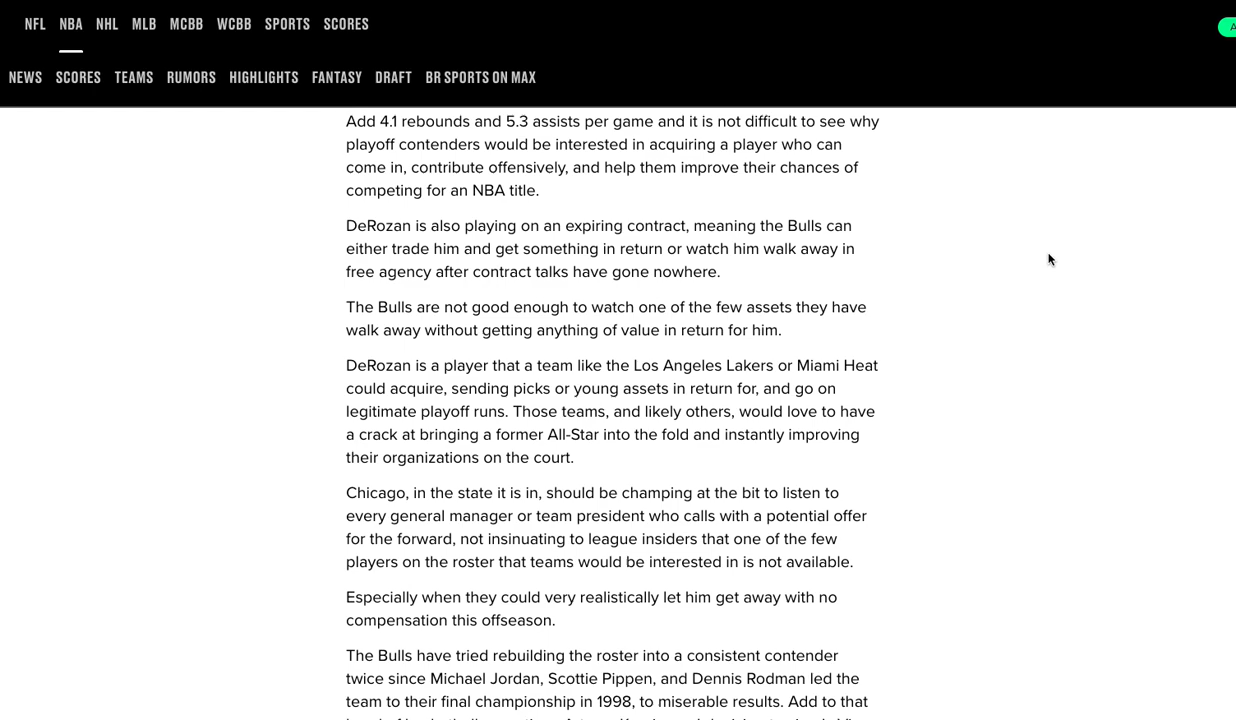 NFL NBA NHL MLB MCBB WCBB SPORTS SCORES
NEWS SCORES TEAMS RUMORS HIGHLIGHTS FANTASY DRAFT BR SPORTS ON MAX
Add 4.1 rebounds and 5.3 assists per game and it is not difficult to see why
playoff contenders would be interested in acquiring a player who can
come in, contribute offensively, and help them improve their chances of
competing for an NBA title.
DeRozan is also playing on an expiring contract, meaning the Bulls can
either trade him and get something in return or watch him walk away in
free agency after contract talks have gone nowhere.
The Bulls are not good enough to watch one of the few assets they have
walk away without getting anything of value in return for him.
DeRozan is a player that a team like the Los Angeles Lakers or Miami Heat
could acquire, sending picks or young assets in return for, and go on
legitimate playoff runs. Those teams, and likely others, would love to have
a crack at bringing a former All-Star into the fold and instantly improving
their organizations on the court.
Chicago, in the state it is in, should be champing at the bit to listen to
every general manager or team president who calls with a potential offer
for the forward, not insinuating to league insiders that one of the few
players on the roster that teams would be interested in is not available.
Especially when they could very realistically let him get away with no
compensation this offseason.
The Bulls have tried rebuilding the roster into a consistent contender
twice since Michael Jordan, Scottie Pippen, and Dennis Rodman led the
team to their final championship in 1998, to miserable results. Add to that